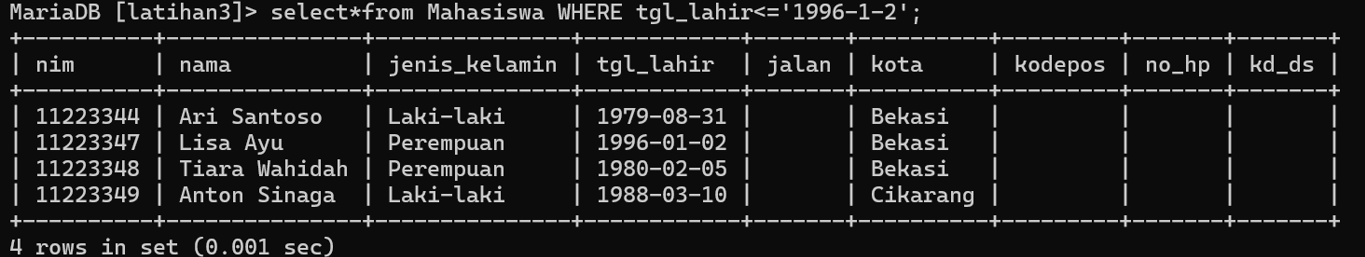 MariaDB [latihan3]> select*from Mahasiswa WHERE tgl_lahir<='1996-1-2';
+----------+---------------+---------------+------------+-------+----------+---------+-------+-------+
| nim      | nama          | jenis_kelamin | tgl_lahir  | jalan | kota     | kodepos | no_hp | kd_ds |
+----------+---------------+---------------+------------+-------+----------+---------+-------+-------+
| 11223344 | Ari Santoso   | Laki-laki     | 1979-08-31 |       | Bekasi   |         |       |       |
| 11223347 | Lisa Ayu      | Perempuan     | 1996-01-02 |       | Bekasi   |         |       |       |
| 11223348 | Tiara Wahidah | Perempuan     | 1980-02-05 |       | Bekasi   |         |       |       |
| 11223349 | Anton Sinaga  | Laki-laki     | 1988-03-10 |       | Cikarang |         |       |       |
+----------+---------------+---------------+------------+-------+----------+---------+-------+-------+
4 rows in set (0.001 sec)